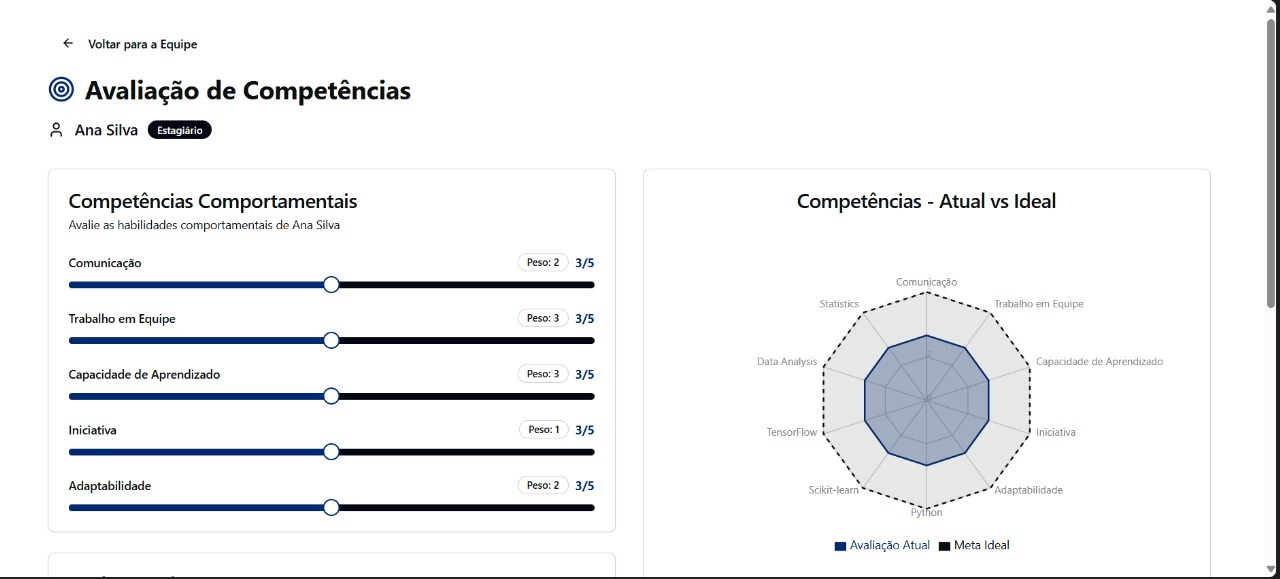 Voltar para a Equipe
Avaliação de Competências
Ana Silva Estagiário
Competências Comportamentais
Avalie as habilidades comportamentais de Ana Silva
Comunicação Peso: 2 3/5
Trabalho em Equipe Peso: 3 3/5
Capacidade de Aprendizado Peso: 3 3/5
Iniciativa Peso: 1 3/5
Adaptabilidade Peso: 2 3/5
Competências - Atual vs Ideal
Comunicação
Statistics Trabalho em Equipe
2
Data Analysis Capacidade de Aprendizado
TensorFlow Iniciativa
Scikit-learn Adaptabilidade
Python
Avaliação Atual Meta Ideal